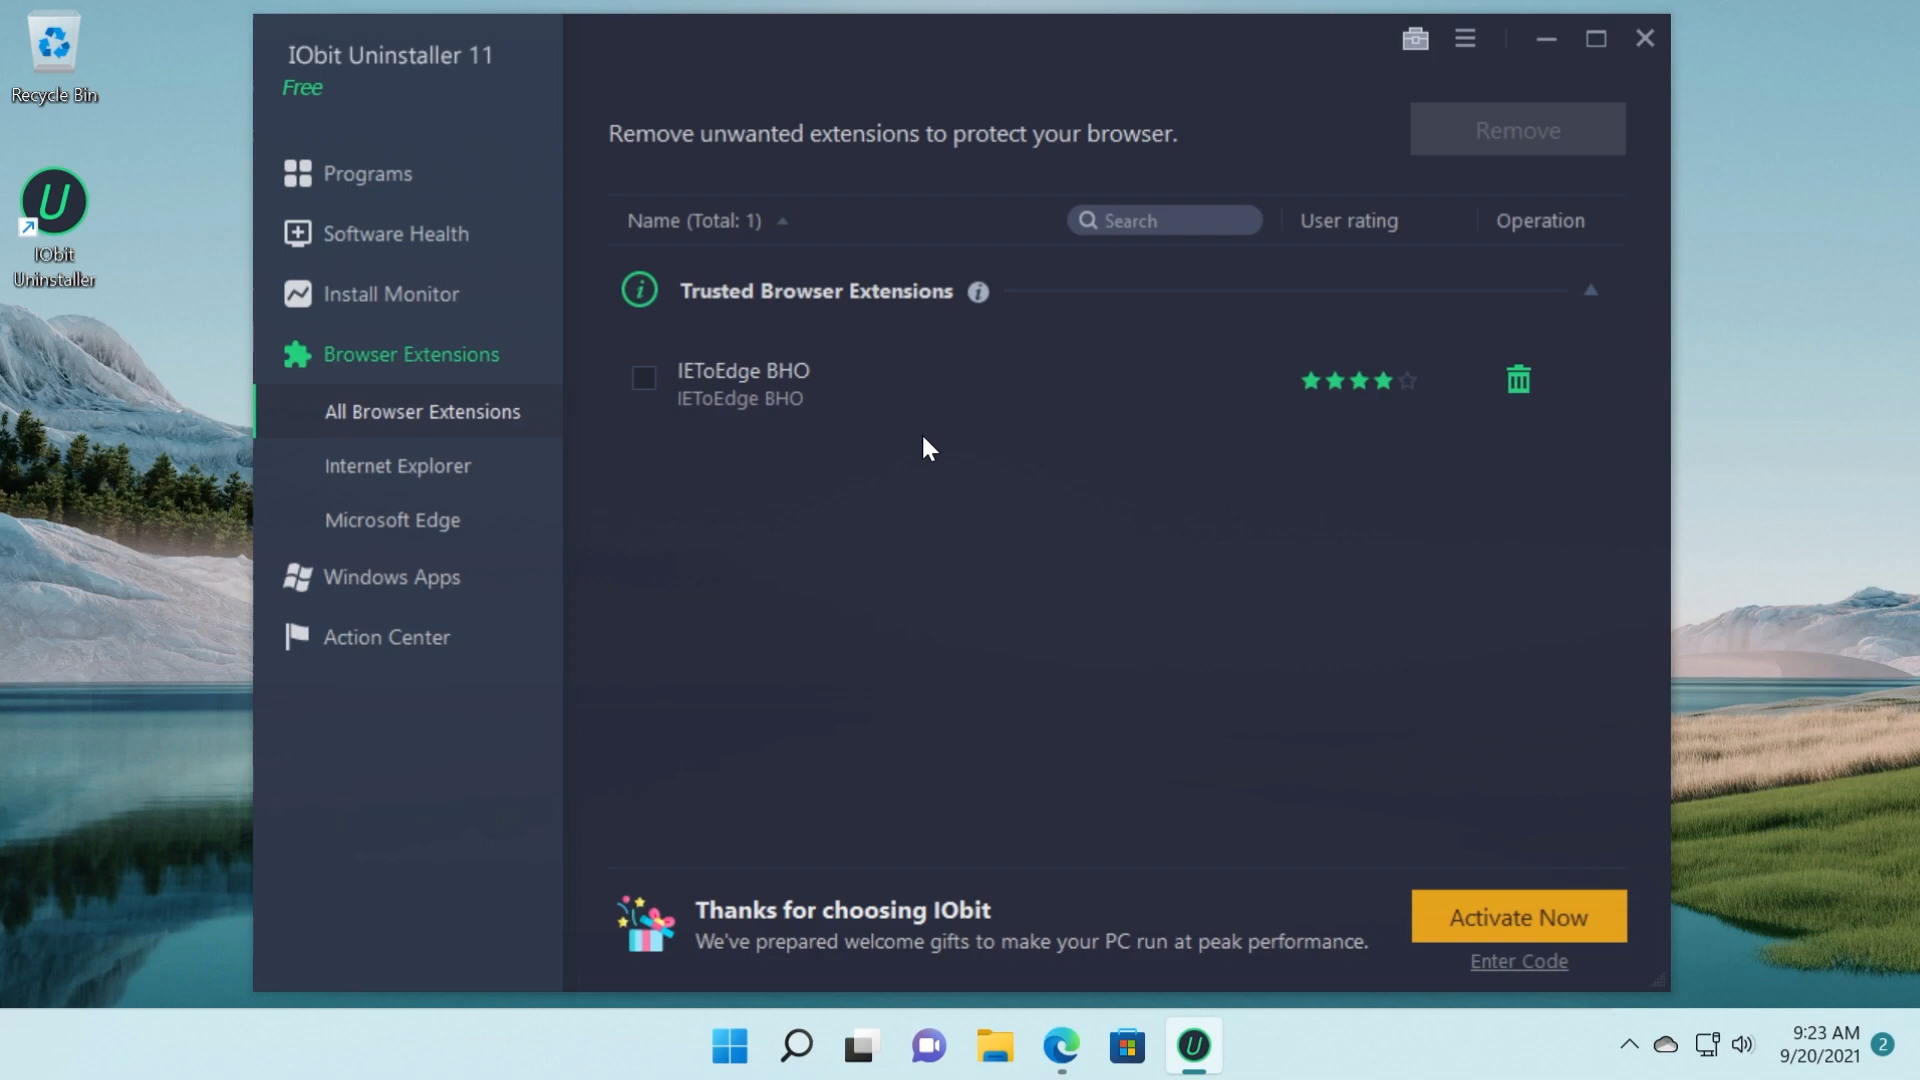 Recycle Bin
IObit
Uninstaller
IObit Uninstaller 11
Free
Programs
Software Health
Install Monitor
Browser Extensions
All Browser Extensions
Internet Explorer
Microsoft Edge
Windows Apps
Action Center
Remove unwanted extensions to protect your browser.
Remove
Name (Total: 1)
Search
User rating
Operation
Trusted Browser Extensions
IEToEdge BHO
IEToEdge BHO
Thanks for choosing IObit
We've prepared welcome gifts to make your PC run at peak performance.
Activate Now
Enter Code
9:23 AM
9/20/2021
2